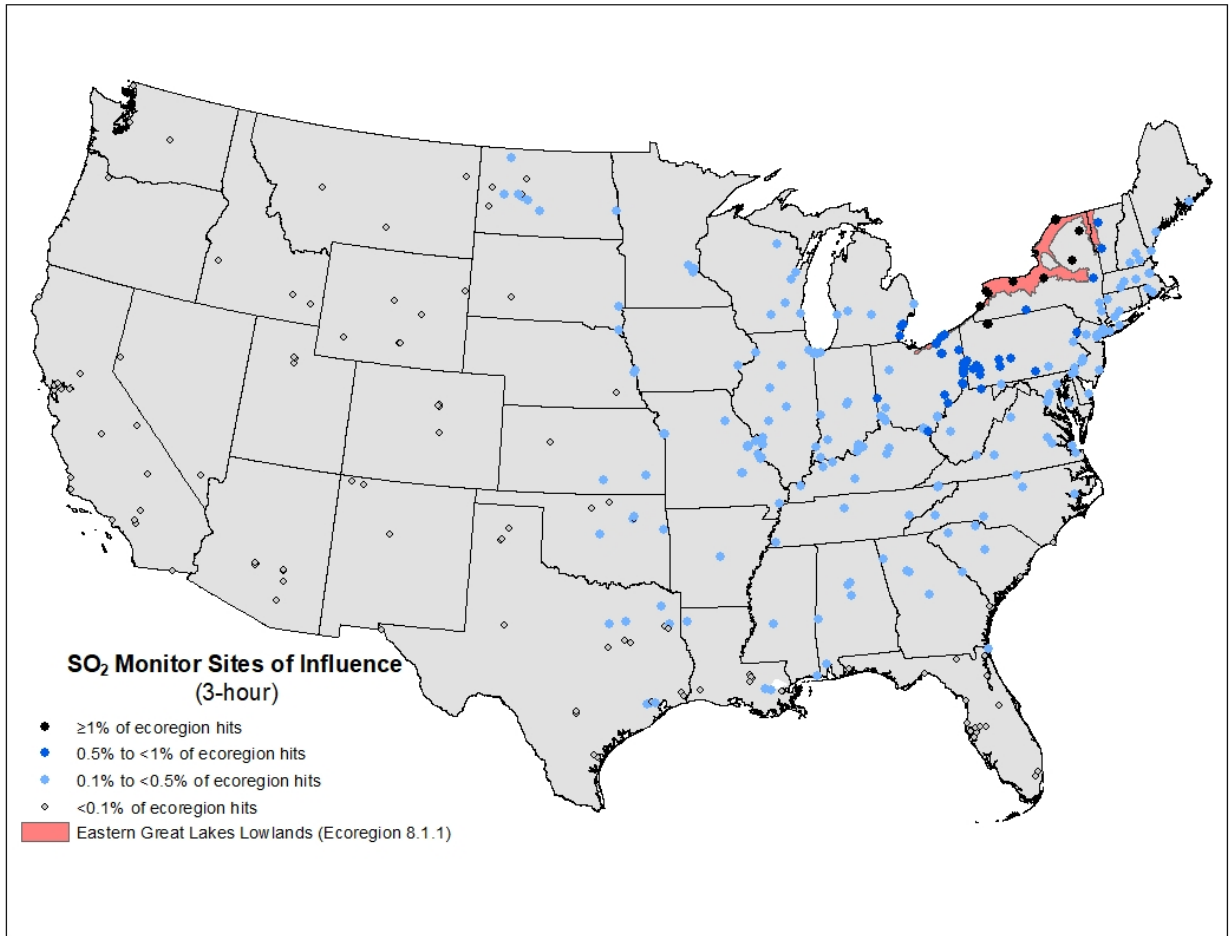 SO₂ Monitor Sites of Influence
(3-hour)
≥1% of ecoregion hits
0.5% to <1% of ecoregion hits
0.1% to <0.5% of ecoregion hits
<0.1% of ecoregion hits
Eastern Great Lakes Lowlands (Ecoregion 8.1.1)